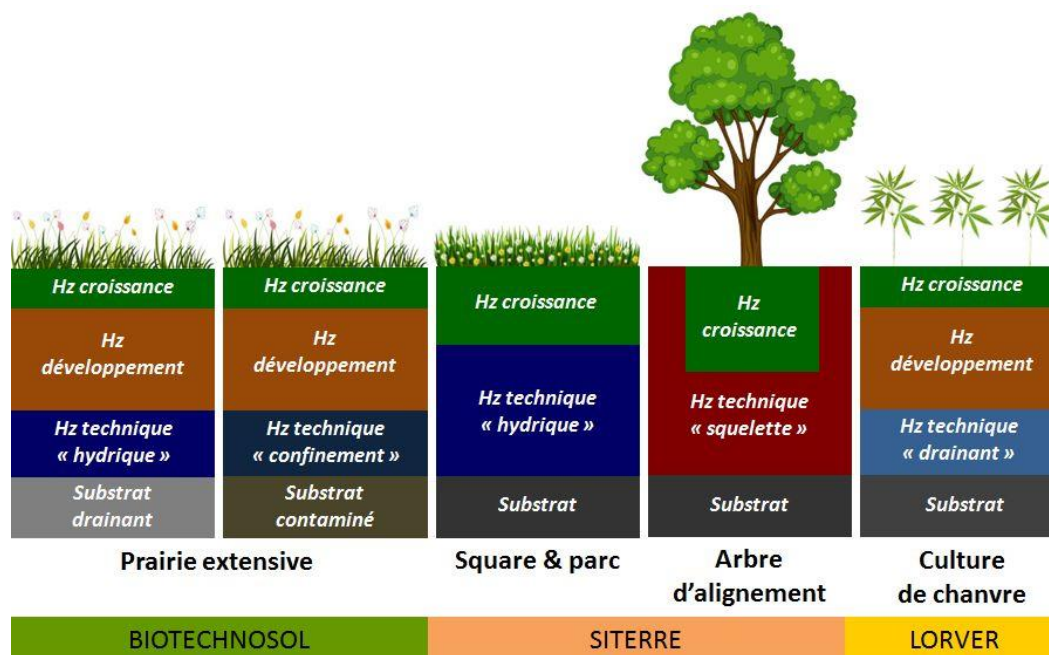 Hz croissance
Hz
développement
Hz technique
« hydrique »
Substrat
drainant
Hz croissance
Hz
développement
Hz technique
« confinement »
Substrat
contaminé
Prairie extensive
Hz croissance
Hz technique
« hydrique »
Substrat
Square & parc
Hz
croissance
Hz technique
« squelette »
Substrat
Arbre
d’alignement
Hz croissance
Hz
développement
Hz technique
« drainant »
Substrat
Culture
de chanvre
BIOTECHNOSOL
SITERRE
LORVER